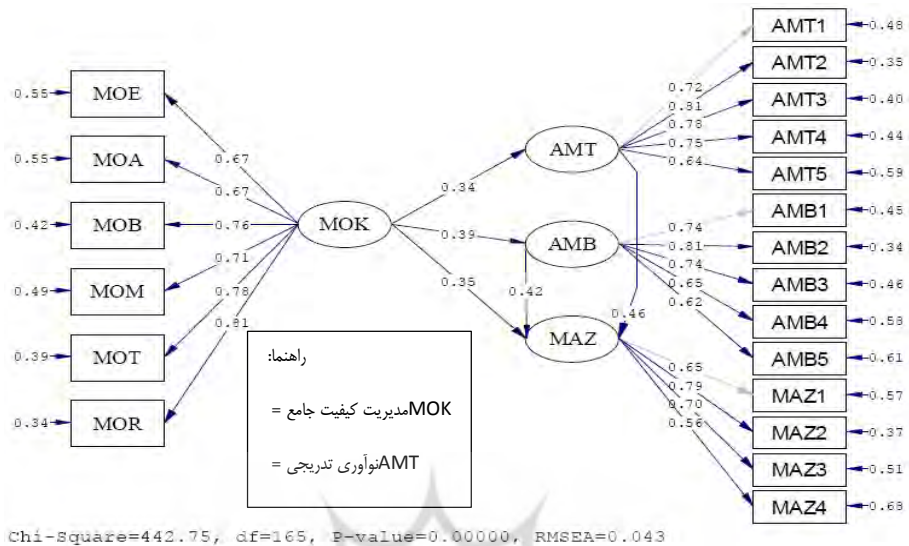 AMT1 0.48
AMT2 0.35
AMT3 0.40
AMT4 0.44
AMT5 0.59
AMB1 0.45
AMB2 0.34
AMB3 0.46
AMB4 0.58
AMB5 0.61
MAZ1 0.57
MAZ2 0.37
MAZ3 0.51
MAZ4 0.68
0.72
0.81
0.78
0.75
0.64
0.74
0.81
0.74
0.65
0.62
0.65
0.79
0.70
0.56
0.55 MOE
0.55 MOA
0.42 MOB
0.49 MOM
0.39 MOT
0.34 MOR
0.67
0.67
0.76
0.71
0.78
0.81
MOK
0.34
0.39
0.35
AMT
AMB
MAZ
0.42
0.46
راهنما:
MOKمدیریت کیفیت جامع =
AMTنوآوری تدریجی =
Chi-Square=442.75, df=165, P-value=0.00000, RMSEA=0.043